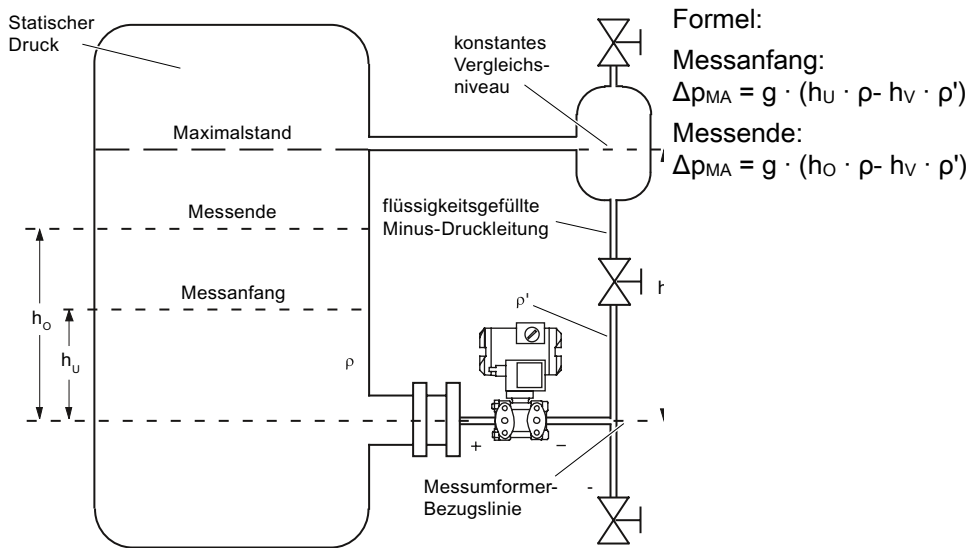 Statischer
Druck
konstantes
Vergleichs-
niveau
Maximalstand
Messende
flüssigkeitsgefüllte
Minus-Druckleitung
Messanfang
hO
hU
ρ
ρ'
h
+
−
-
Messumformer-
Bezugslinie
Formel:
Messanfang:
ΔpMA = g · (hU · ρ- hV · ρ')
Messende:
ΔpMA = g · (hO · ρ- hV · ρ')